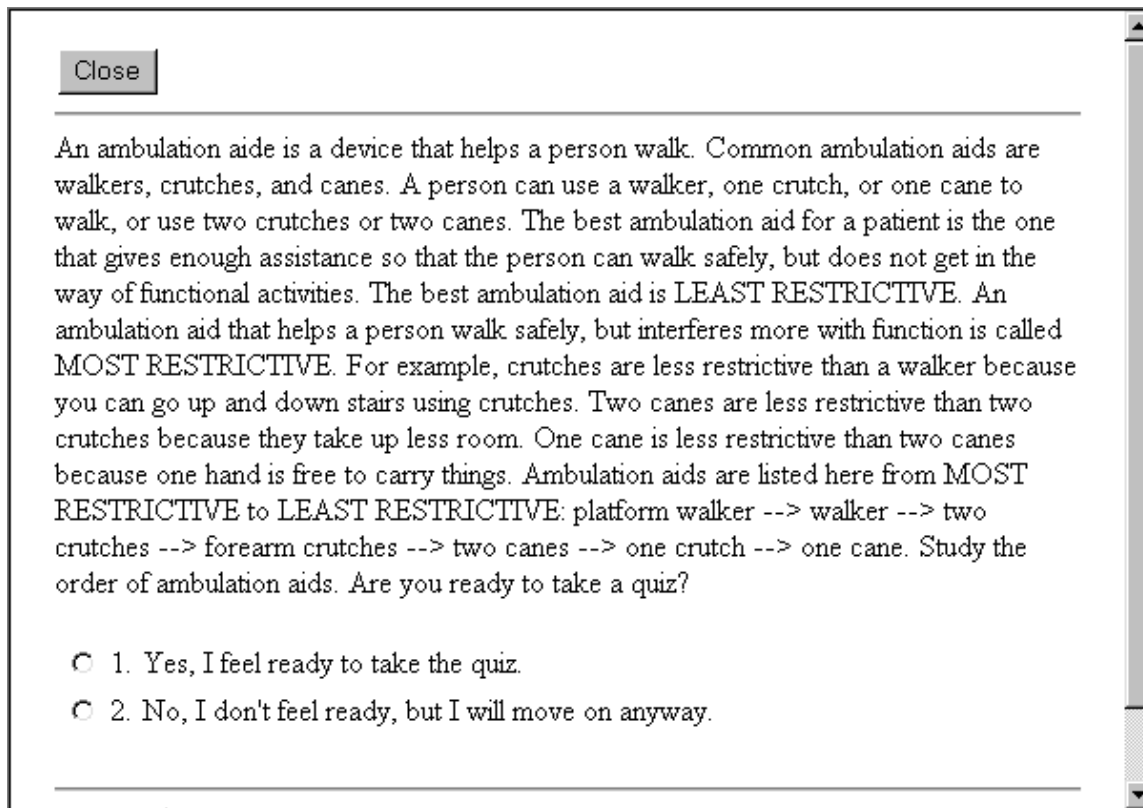 Close
An ambulation aide is a device that helps a person walk. Common ambulation aids are
walkers, crutches, and canes. A person can use a walker, one crutch, or one cane to
walk, or use two crutches or two canes. The best ambulation aid for a patient is the one
that gives enough assistance so that the person can walk safely, but does not get in the
way of functional activities. The best ambulation aid is LEAST RESTRICTIVE. An
ambulation aid that helps a person walk safely, but interferes more with function is called
MOST RESTRICTIVE. For example, crutches are less restrictive than a walker because
you can go up and down stairs using crutches. Two canes are less restrictive than two
crutches because they take up less room. One cane is less restrictive than two canes
because one hand is free to carry things. Ambulation aids are listed here from MOST
RESTRICTIVE to LEAST RESTRICTIVE: platform walker --> walker --> two
crutches --> forearm crutches --> two canes --> one crutch --> one cane. Study the
order of ambulation aids. Are you ready to take a quiz?
1. Yes, I feel ready to take the quiz.
2. No, I don't feel ready, but I will move on anyway.